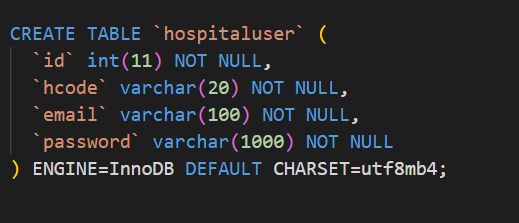 CREATE TABLE `hospitaluser` (
  `id` int(11) NOT NULL,
  `hcode` varchar(20) NOT NULL,
  `email` varchar(100) NOT NULL,
  `password` varchar(1000) NOT NULL
) ENGINE=InnoDB DEFAULT CHARSET=utf8mb4;